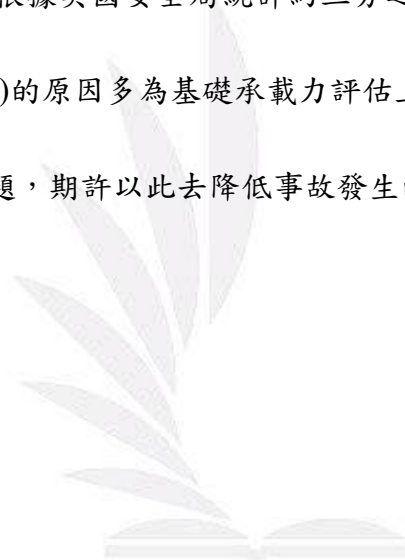 根據英國安全局統計約三分之
)的原因多為基礎承載力評估上
題,期許以此去降低事故發生